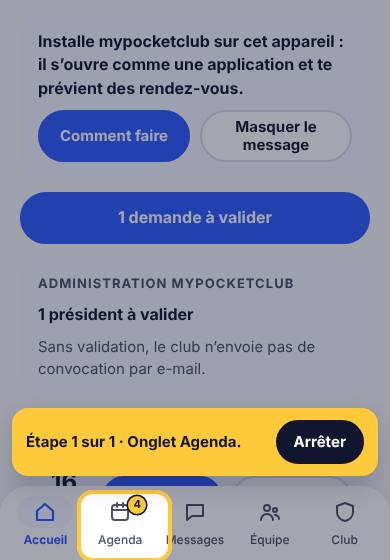 Installe mypocketclub sur cet appareil :
il s’ouvre comme une application et te
prévient des rendez-vous.
Comment faire
Masquer le
message
1 demande à valider
ADMINISTRATION MYPOCKETCLUB
1 président à valider
Sans validation, le club n’envoie pas de
convocation par e-mail.
Étape 1 sur 1 · Onglet Agenda.
Arrêter
16
4
Accueil
Agenda
Messages
Équipe
Club